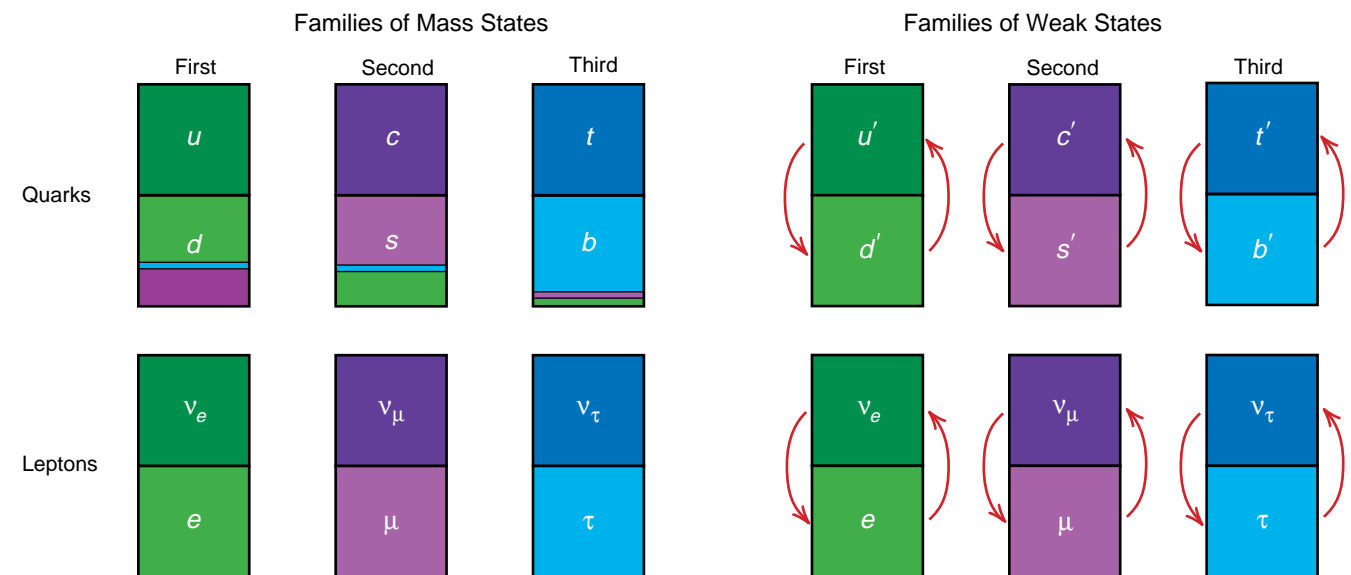 Families of Mass States
Families of Weak States
First
Second
Third
First
Second
Third
Quarks
u
c
t
u′
c′
t′
d
s
b
d′
s′
b′
Leptons
νe
νμ
ντ
νe
νμ
ντ
e
μ
τ
e
μ
τ